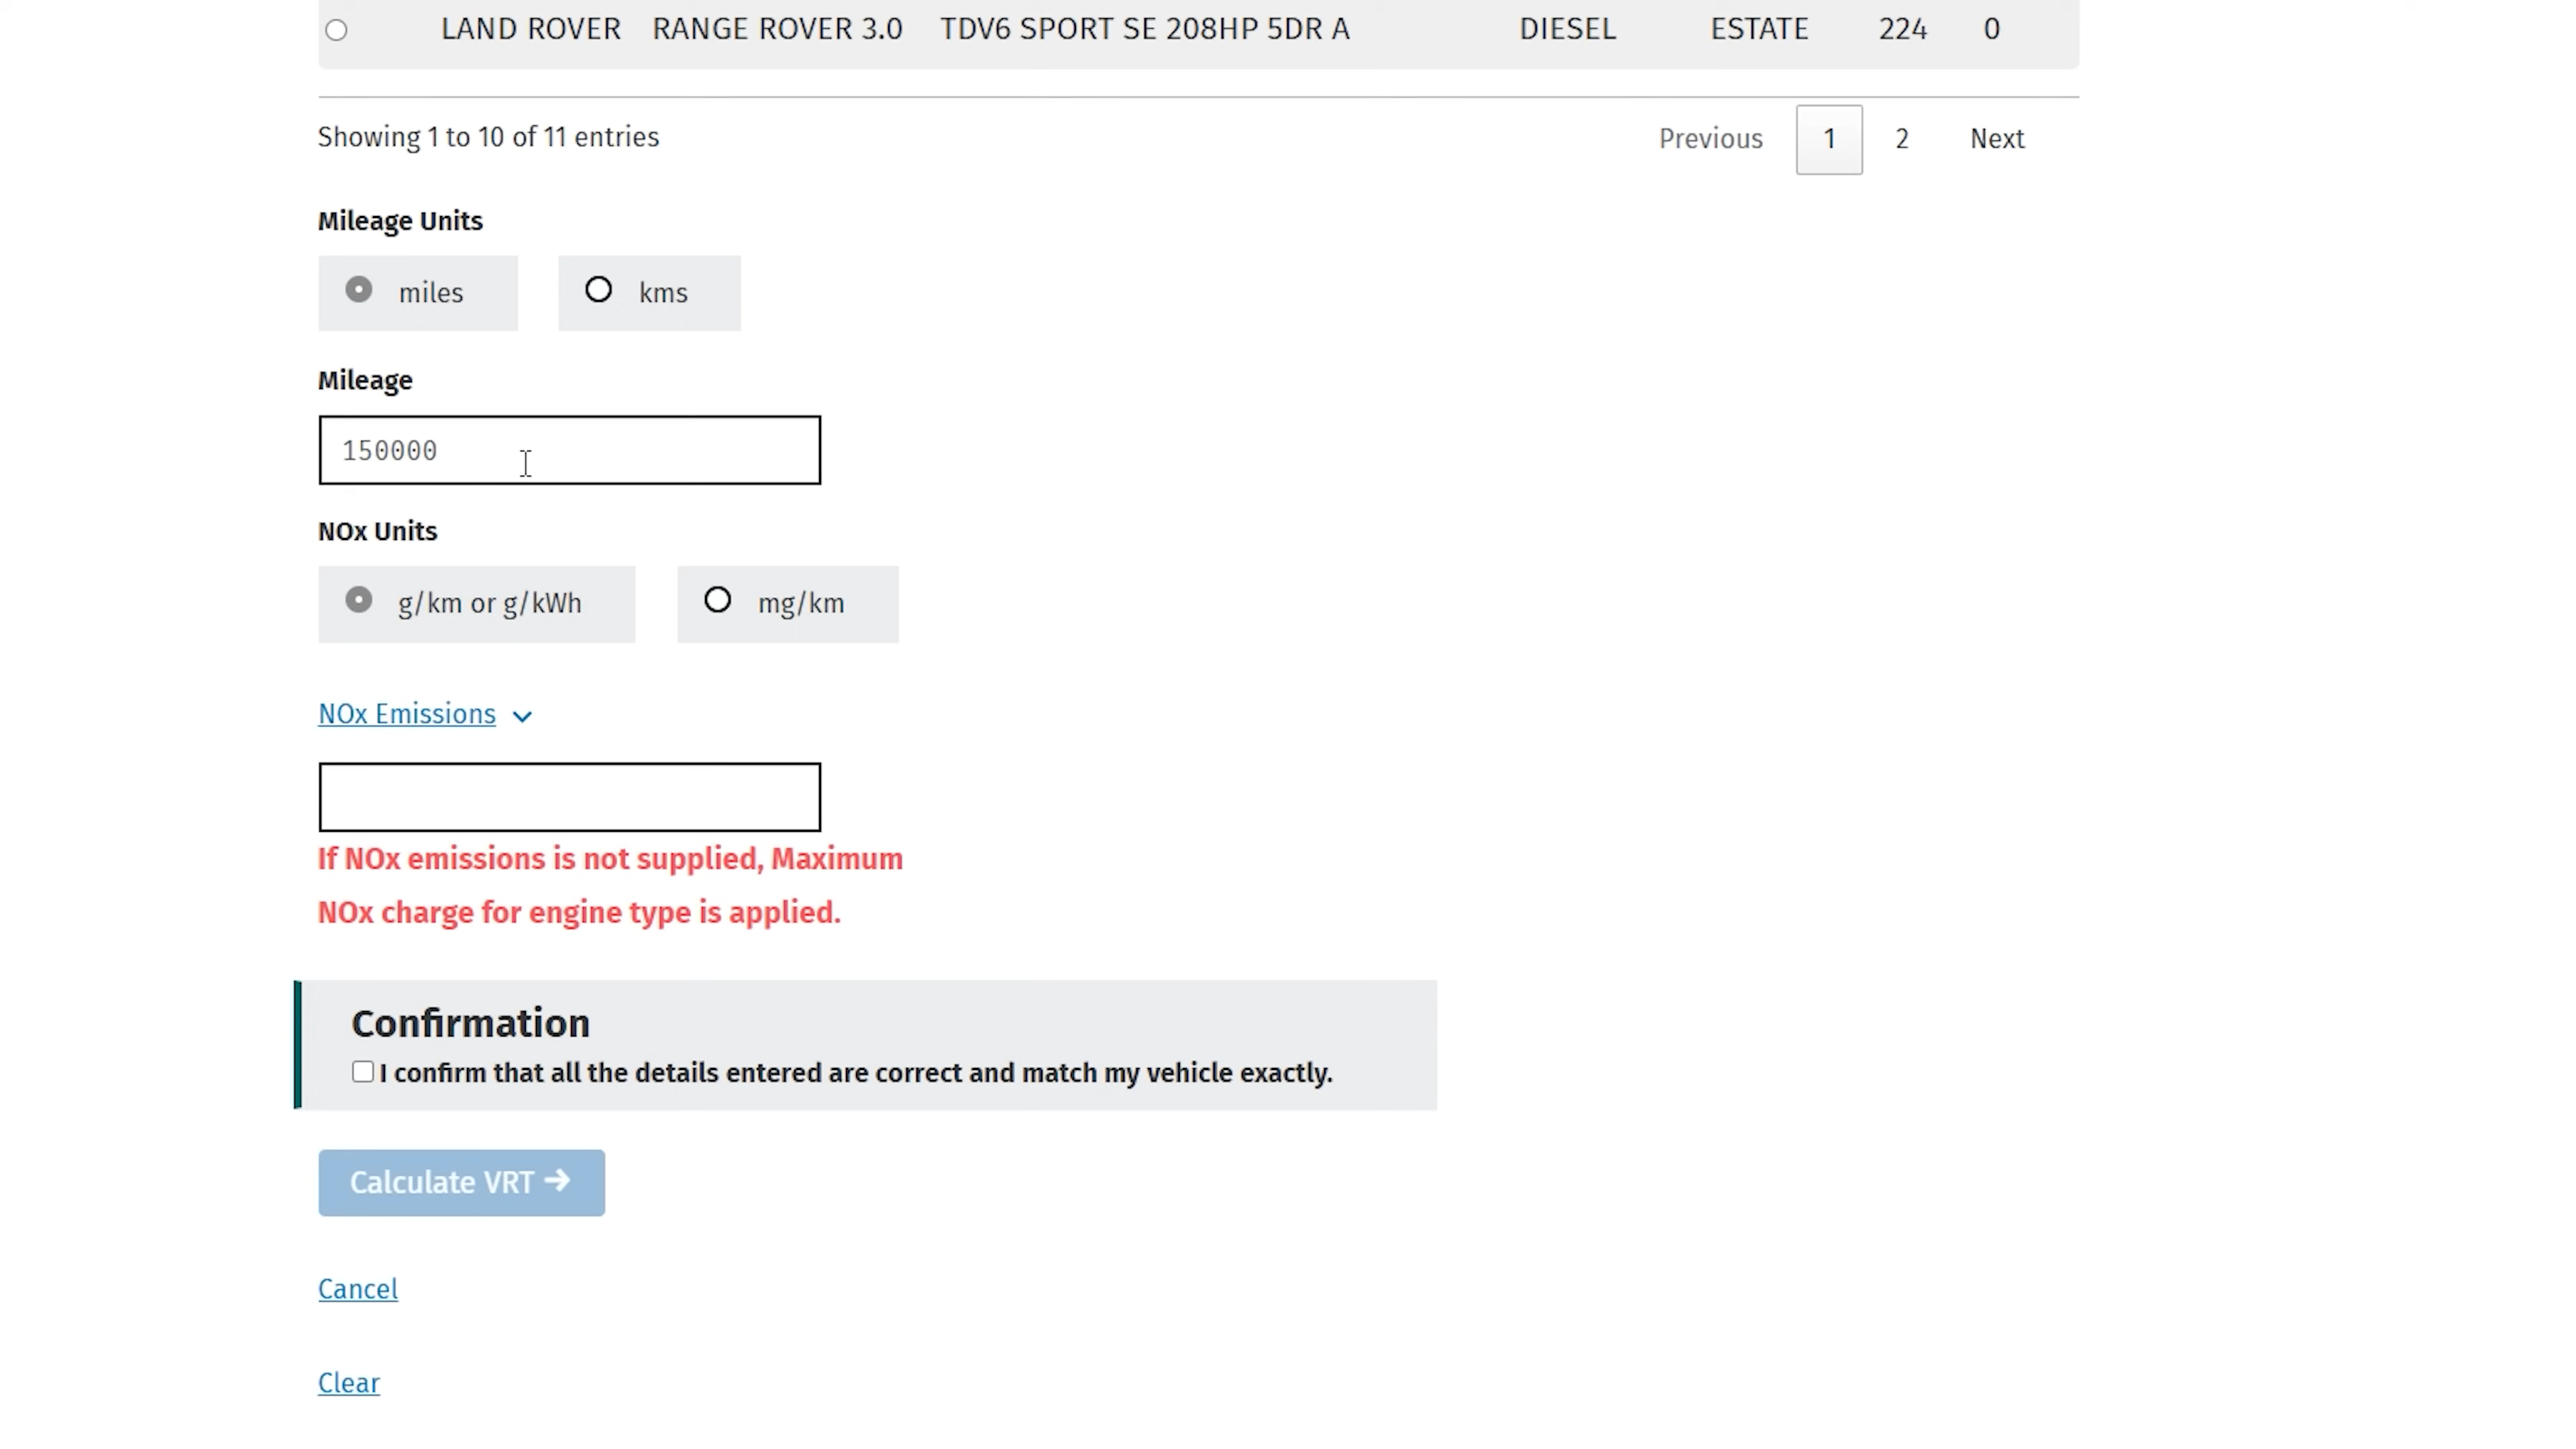 LAND ROVER RANGE ROVER 3.0 TDV6 SPORT SE 208HP 5DR A DIESEL ESTATE 224 0
Showing 1 to 10 of 11 entries Previous 1 2 Next
Mileage Units
miles kms
Mileage
150000
NOx Units
g/km or g/kWh mg/km
NOx Emissions
If NOx emissions is not supplied, Maximum
NOx charge for engine type is applied.
Confirmation
I confirm that all the details entered are correct and match my vehicle exactly.
Calculate VRT →
Cancel
Clear